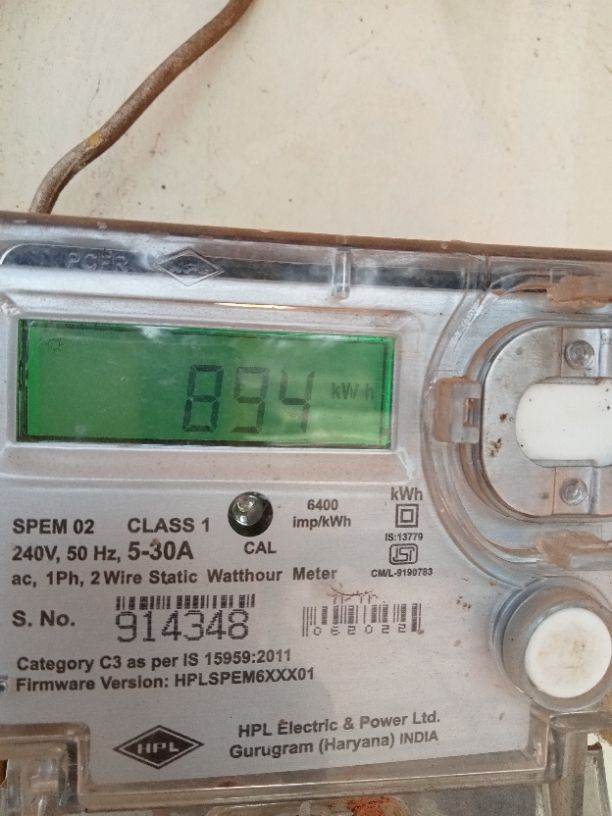 894 kWh
SPEM 02 CLASS 1
6400 imp/kWh
kWh
240V, 50 Hz, 5-30A
CAL
IS:13779
ac, 1Ph, 2 Wire Static Watthour Meter
CM/L-9190783
S. No. 914348
062022
Category C3 as per IS 15959:2011
Firmware Version: HPLSPEM6XXX01
HPL
HPL Electric & Power Ltd.
Gurugram (Haryana) INDIA